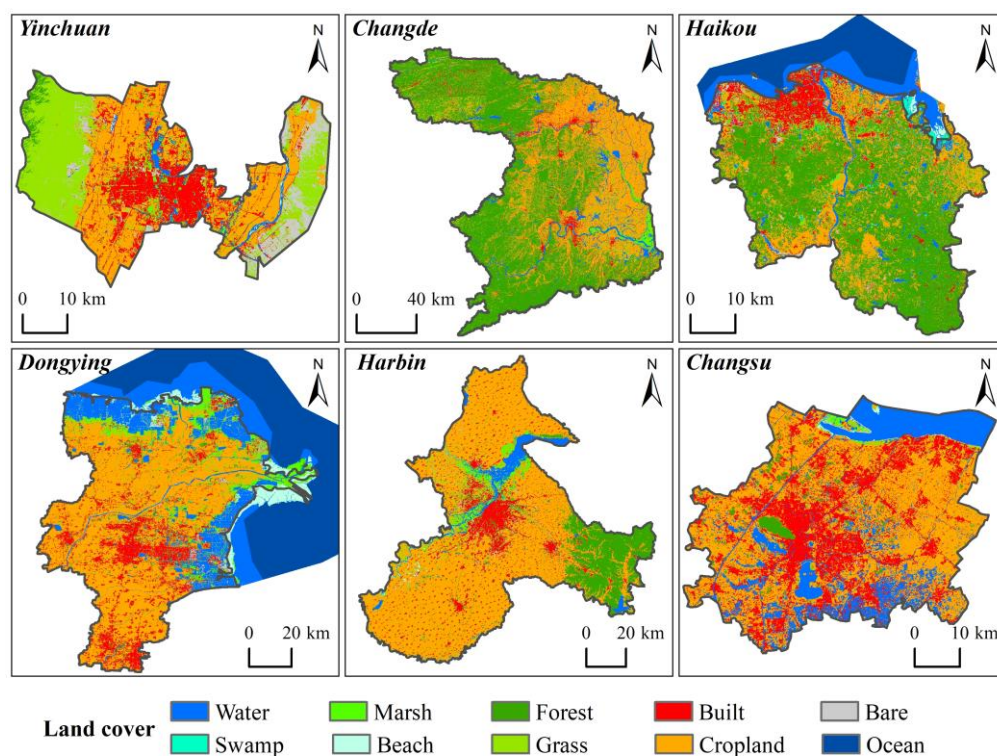 Yinchuan
N
0 10 km
Changde
N
0 40 km
Haikou
N
0 10 km
Dongying
N
0 20 km
Harbin
N
0 20 km
Changsu
N
0 10 km
Land cover
Water Marsh Forest Built Bare
Swamp Beach Grass Cropland Ocean